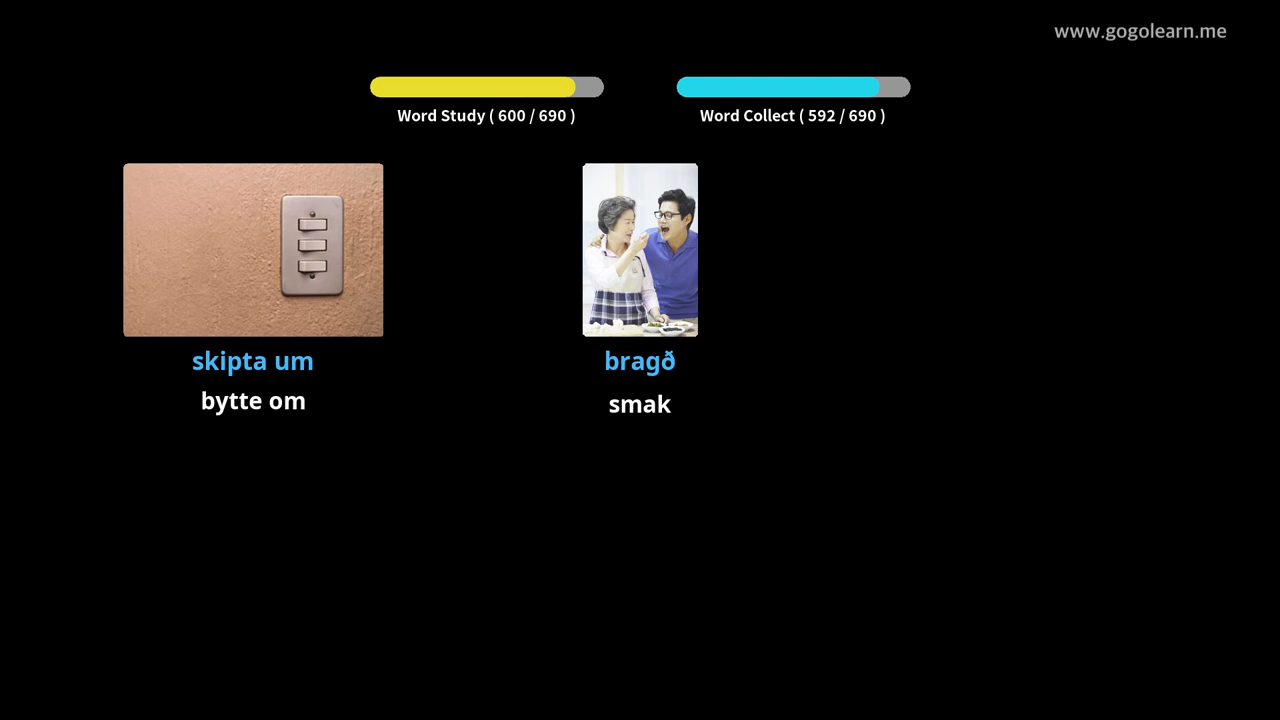 www.gogolearn.me
Word Study ( 600 / 690 )
Word Collect ( 592 / 690 )
skipta um
bytte om
bragð
smak